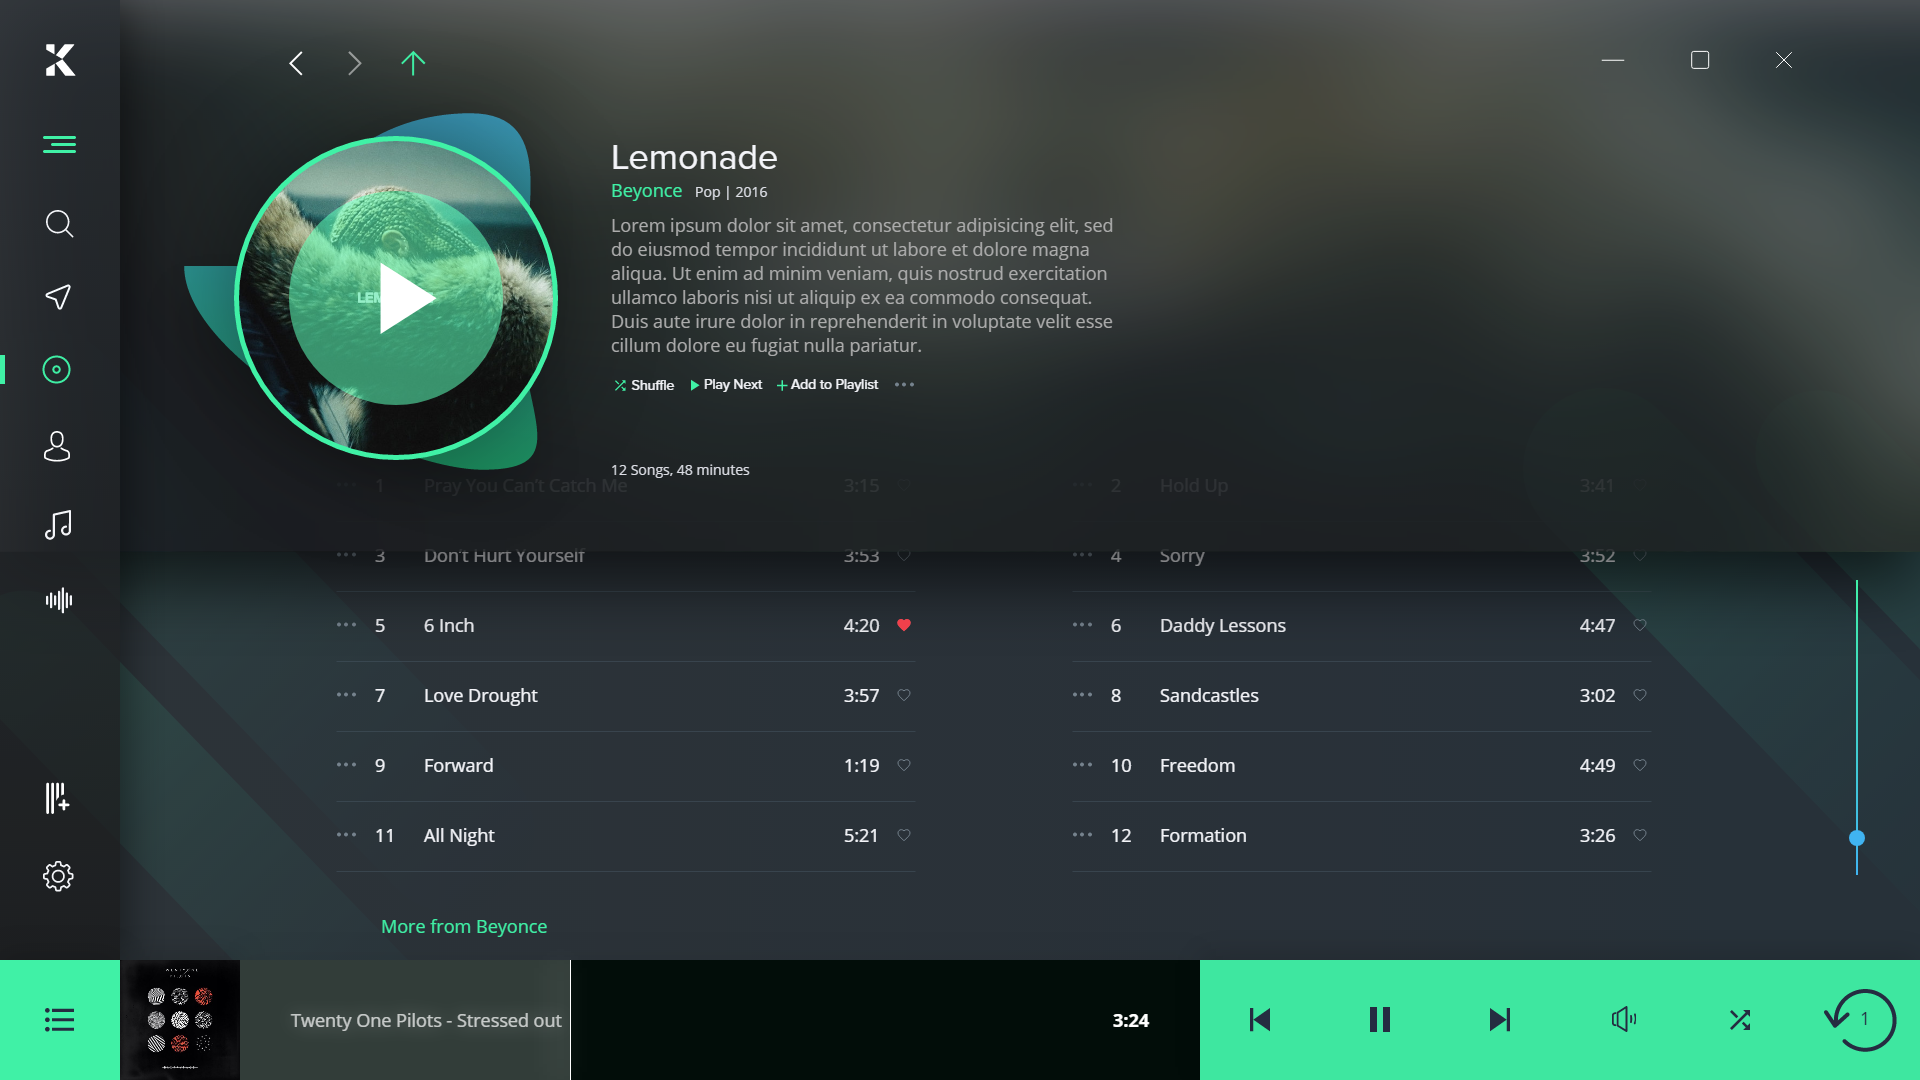 Lemonade
Beyonce Pop | 2016
Lorem ipsum dolor sit amet, consectetur adipisicing elit, sed
do eiusmod tempor incididunt ut labore et dolore magna
aliqua. Ut enim ad minim veniam, quis nostrud exercitation
ullamco laboris nisi ut aliquip ex ea commodo consequat.
Duis aute irure dolor in reprehenderit in voluptate velit esse
cillum dolore eu fugiat nulla pariatur.
Shuffle Play Next Add to Playlist
12 Songs, 48 minutes
1 Pray You Can't Catch Me 3:15
2 Hold Up 3:41
3 Don't Hurt Yourself 3:53
4 Sorry 3:52
5 6 Inch 4:20
6 Daddy Lessons 4:47
7 Love Drought 3:57
8 Sandcastles 3:02
9 Forward 1:19
10 Freedom 4:49
11 All Night 5:21
12 Formation 3:26
More from Beyonce
Twenty One Pilots - Stressed out
3:24
1